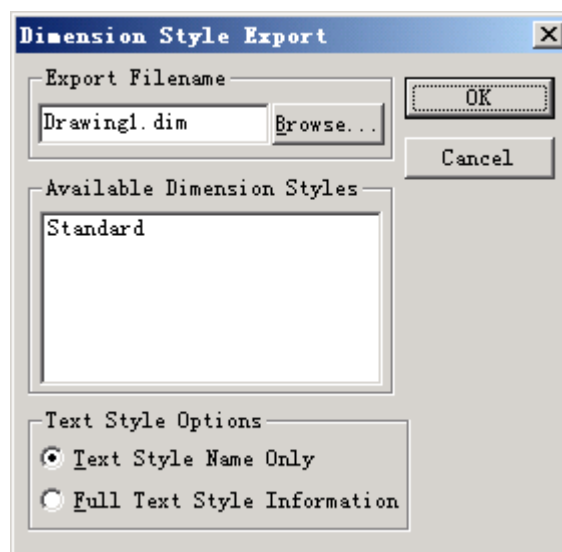 Dimension Style Export
Export Filename
Drawing1.dim
Browse...
OK
Cancel
Available Dimension Styles
Standard
Text Style Options
Text Style Name Only
Full Text Style Information